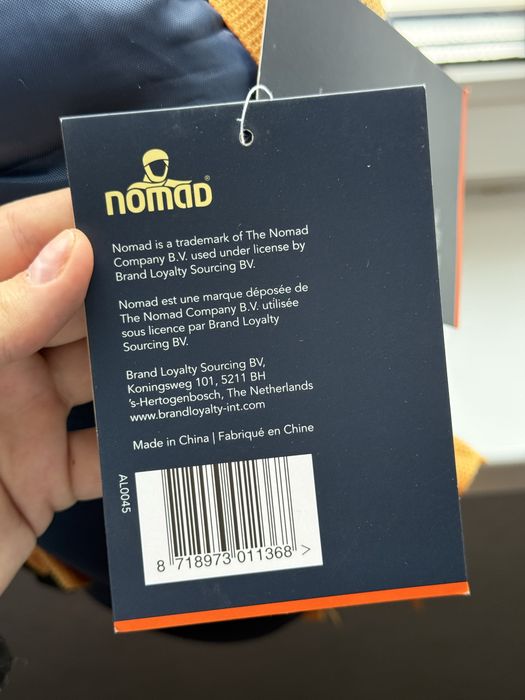 nomad®
Nomad is a trademark of The Nomad
Company B.V. used under license by
Brand Loyalty Sourcing BV.
Nomad est une marque déposée de
The Nomad Company B.V. utilisée
sous licence par Brand Loyalty
Sourcing BV.
Brand Loyalty Sourcing BV,
Koningsweg 101, 5211 BH
's-Hertogenbosch, The Netherlands
www.brandloyalty-int.com
Made in China | Fabriqué en Chine
AL0045
8 718973 011368 >